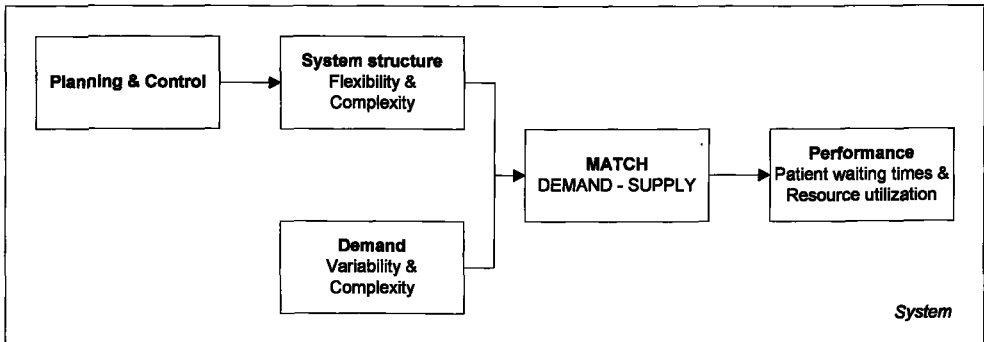 Planning & Control
System structure
Flexibility &
Complexity
Demand
Variability &
Complexity
MATCH
DEMAND - SUPPLY
Performance
Patient waiting times &
Resource utilization
System